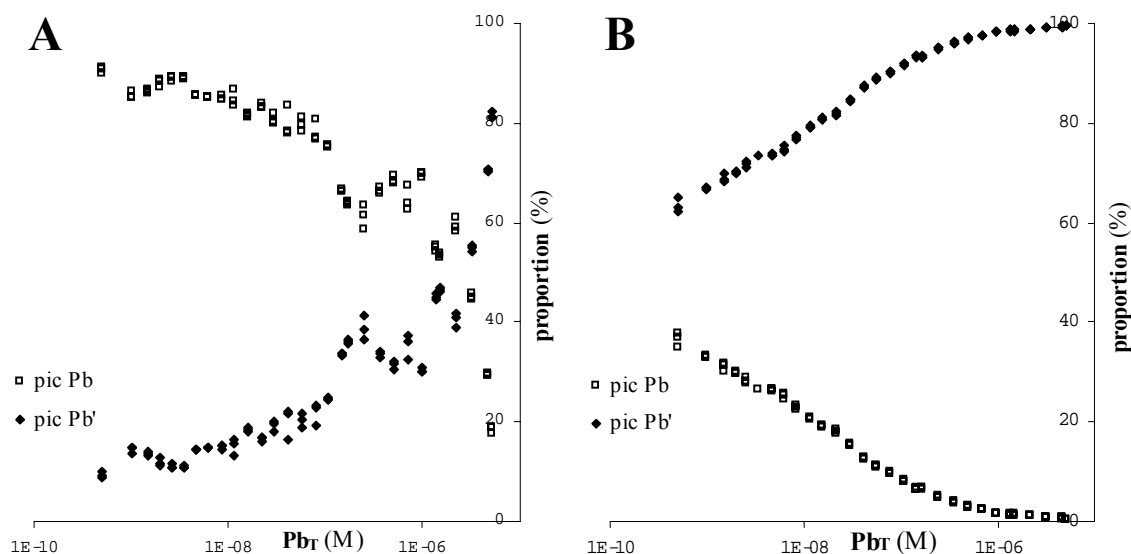 A
100
80
60
40
20
0
proportion (%)
pic Pb
pic Pb'
1E-10
1E-08
1E-06
PbT (M)
B
100
80
60
40
20
0
proportion (%)
pic Pb
pic Pb'
1E-10
1E-08
1E-06
PbT (M)